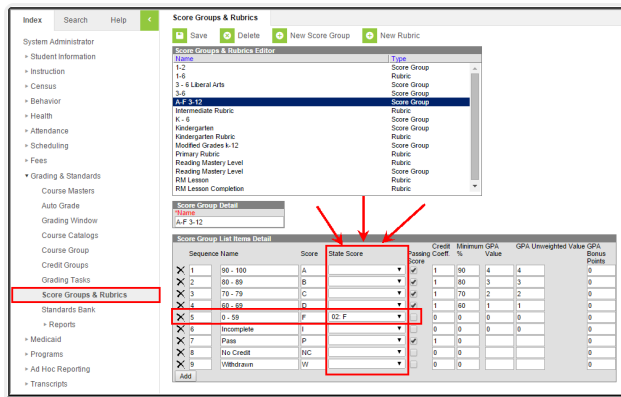 Index Search Help <
System Administrator
Student Information
Instruction
Census
Behavior
Health
Attendance
Scheduling
Fees
Grading & Standards
Course Masters
Auto Grade
Grading Window
Course Catalogs
Course Group
Credit Groups
Grading Tasks
Score Groups & Rubrics
Standards Bank
Reports
Medicaid
Programs
Ad Hoc Reporting
Transcripts
Score Groups & Rubrics
Save Delete New Score Group New Rubric
Score Groups & Rubrics Editor
Name Type
1-2 Score Group
1-6 Rubric
3 - 6 Liberal Arts Score Group
3-6 Score Group
A-F 3-12 Score Group
Intermediate Rubric Rubric
K - 6 Score Group
Kindergarten Score Group
Kindergarten Rubric Rubric
Modified Grades k-12 Score Group
Primary Rubric Rubric
Reading Mastery Level Rubric
Reading Mastery Level Score Group
RM Lesson Rubric
RM Lesson Completion Rubric
Score Group Detail
*Name
A-F 3-12
Score Group List Items Detail
Sequence Name Score State Score Passing Score Credit Coeff. Minimum % GPA Value GPA Unweighted Value GPA Bonus Points
1 90 - 100 A 1 90 4 4 0
2 80 - 89 B 1 80 3 3 0
3 70 - 79 C 1 70 2 2 0
4 60 - 69 D 1 60 1 1 0
5 0 - 59 F 02: F 0 0 0 0 0
6 Incomplete I 0 0 0 0 0
7 Pass P 1 0 0
8 No Credit NC 0 0 0
9 Withdrawn W 0 0 0
Add